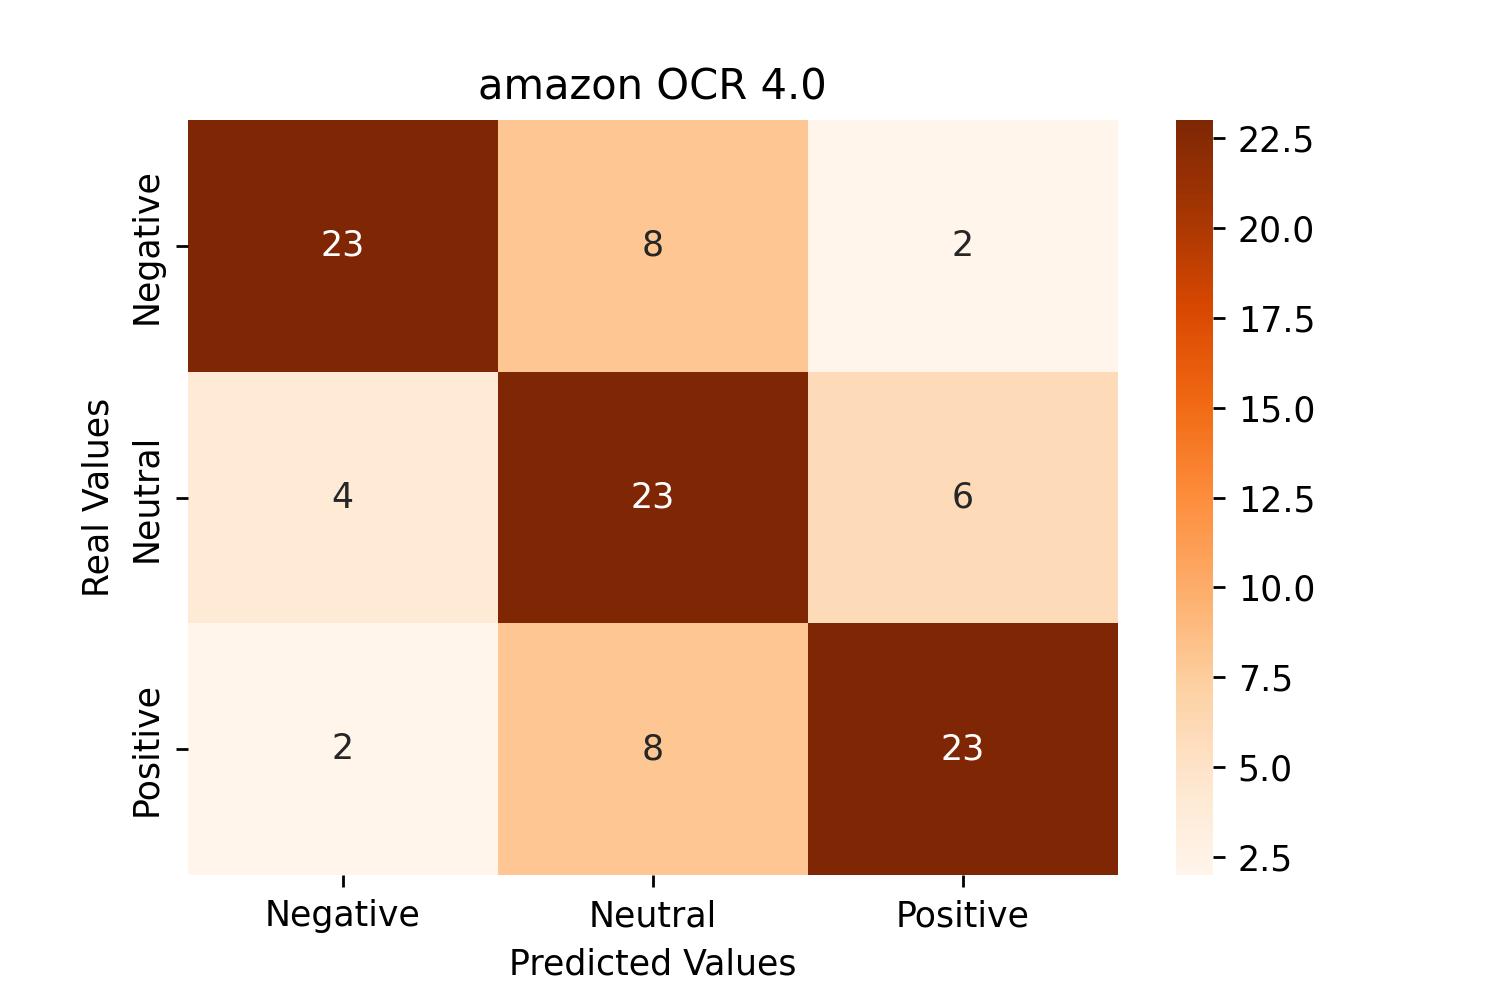 amazon OCR 4.0
Real Values
Negative
23
8
2
Neutral
4
23
6
Positive
2
8
23
Negative
Neutral
Positive
Predicted Values
22.5
20.0
17.5
15.0
12.5
10.0
7.5
5.0
2.5